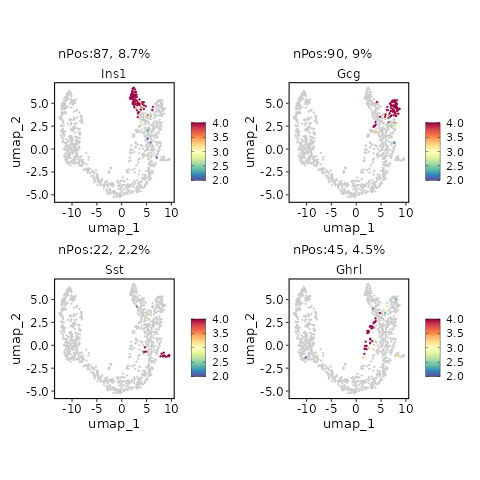 nPos:87, 8.7%
Ins1
umap_2
5.0
2.5
0.0
-2.5
-5.0
-10 -5 0 5 10
umap_1
4.0
3.5
3.0
2.5
2.0
nPos:90, 9%
Gcg
umap_2
5.0
2.5
0.0
-2.5
-5.0
-10 -5 0 5 10
umap_1
4.0
3.5
3.0
2.5
2.0
nPos:22, 2.2%
Sst
umap_2
5.0
2.5
0.0
-2.5
-5.0
-10 -5 0 5 10
umap_1
4.0
3.5
3.0
2.5
2.0
nPos:45, 4.5%
Ghrl
umap_2
5.0
2.5
0.0
-2.5
-5.0
-10 -5 0 5 10
umap_1
4.0
3.5
3.0
2.5
2.0